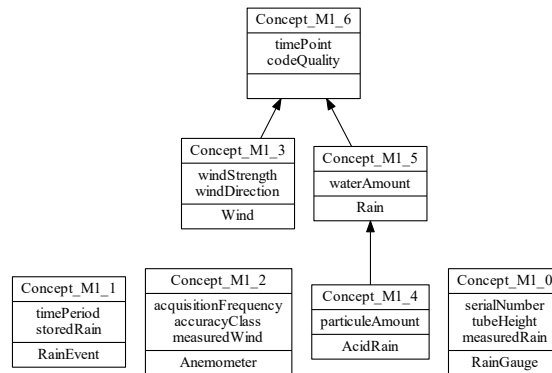 Concept_M1_6
timePoint
codeQuality
Concept_M1_3
windStrength
windDirection
Wind
Concept_M1_5
waterAmount
Rain
Concept_M1_1
timePeriod
storedRain
RainEvent
Concept_M1_2
acquisitionFrequency
accuracyClass
measuredWind
Anemometer
Concept_M1_4
particuleAmount
AcidRain
Concept_M1_0
serialNumber
tubeHeight
measuredRain
RainGauge